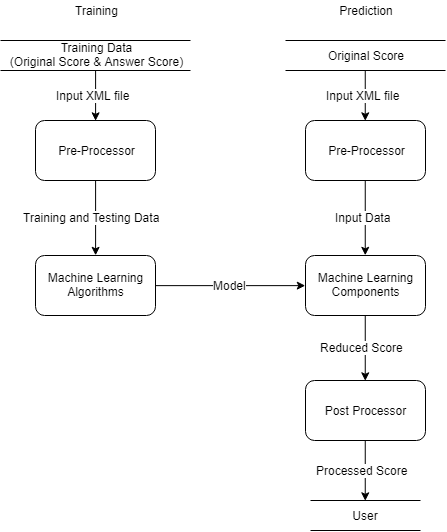 Training
Prediction
Training Data
(Original Score & Answer Score)
Original Score
Input XML file
Input XML file
Pre-Processor
Pre-Processor
Training and Testing Data
Input Data
Machine Learning
Algorithms
Model
Machine Learning
Components
Reduced Score
Post Processor
Processed Score
User